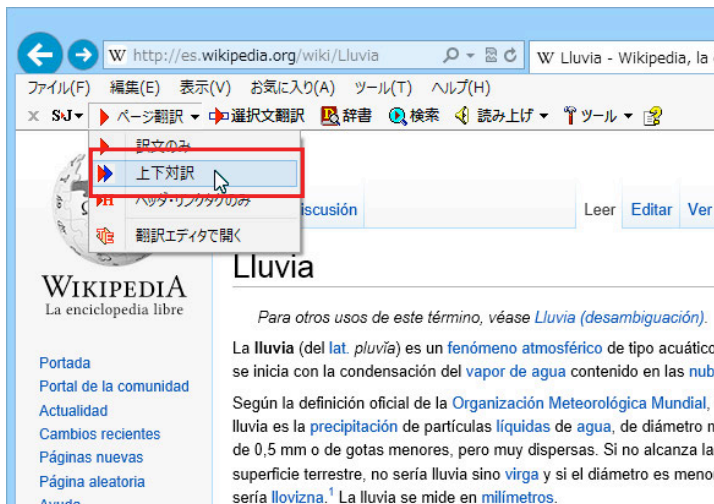 W http://es.wikipedia.org/wiki/Lluvia
W Lluvia - Wikipedia, la
ファイル(F) 編集(E) 表示(V) お気に入り(A) ツール(T) ヘルプ(H)
× S›J ページ翻訳 選択文翻訳 辞書 検索 読み上げ ツール
訳文のみ
上下対訳
ヘッダ・リンクタグのみ
翻訳エディタで開く
iscusión
Leer Editar Ver
WIKIPEDIA
La enciclopedia libre
Portada
Portal de la comunidad
Actualidad
Cambios recientes
Páginas nuevas
Página aleatoria
Ayuda
Lluvia
Para otros usos de este término, véase Lluvia (desambiguación).
La lluvia (del lat. pluvĭa) es un fenómeno atmosférico de tipo acuático
se inicia con la condensación del vapor de agua contenido en las nub
Según la definición oficial de la Organización Meteorológica Mundial,
lluvia es la precipitación de partículas líquidas de agua, de diámetro
de 0,5 mm o de gotas menores, pero muy dispersas. Si no alcanza la
superficie terrestre, no sería lluvia sino virga y si el diámetro es meno
sería llovizna.1 La lluvia se mide en milímetros.